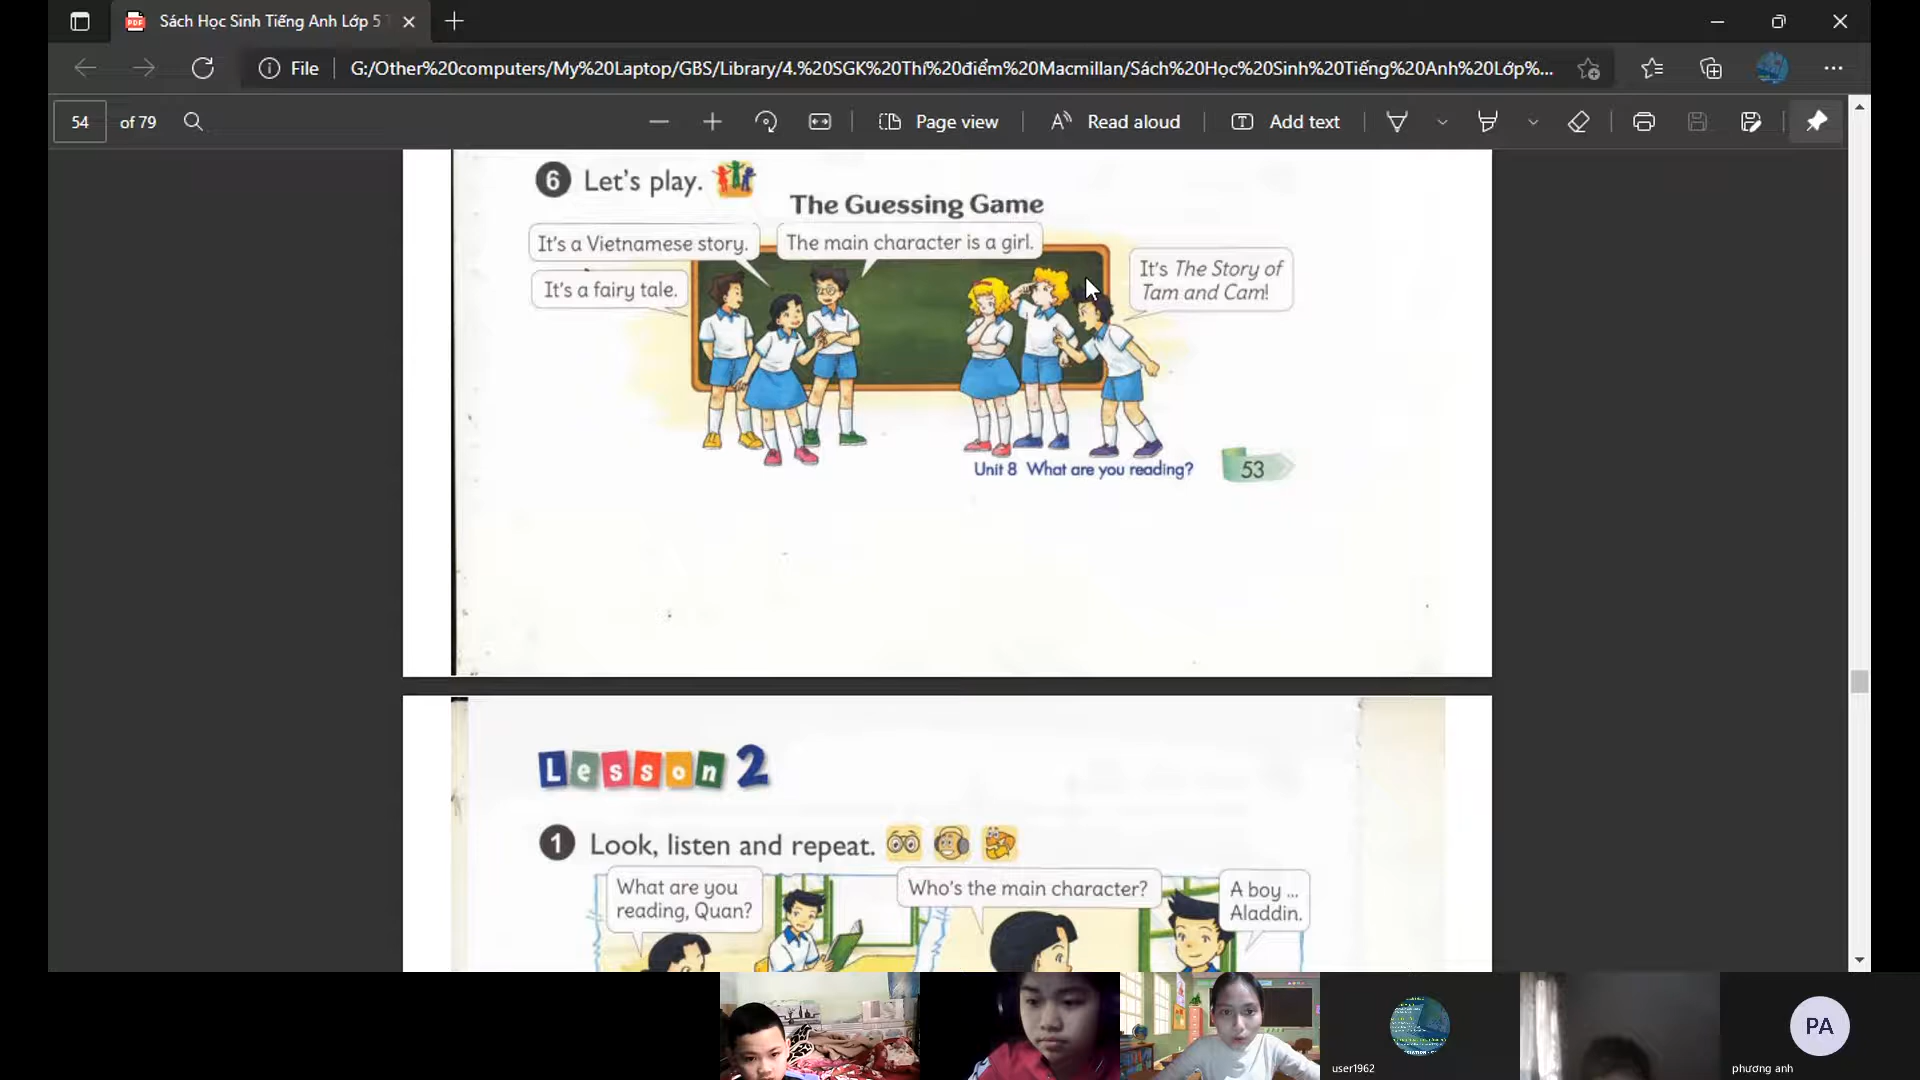 Sách Học Sinh Tiếng Anh Lớp 5
File
G:/Other%20computers/My%20Laptop/GBS/Library/4.%20SGK%20Thí%20điểm%20Macmillan/Sách%20Học%20Sinh%20Tiếng%20Anh%20Lớp%...
54 of 79
Page view
Read aloud
Add text
6 Let's play.
The Guessing Game
It's a Vietnamese story.
The main character is a girl.
It's a fairy tale.
It's The Story of
Tam and Cam!
Unit 8 What are you reading?
53
Lesson 2
1 Look, listen and repeat.
What are you
reading, Quan?
Who's the main character?
A boy ...
Aladdin.
user1962
PA
phương anh